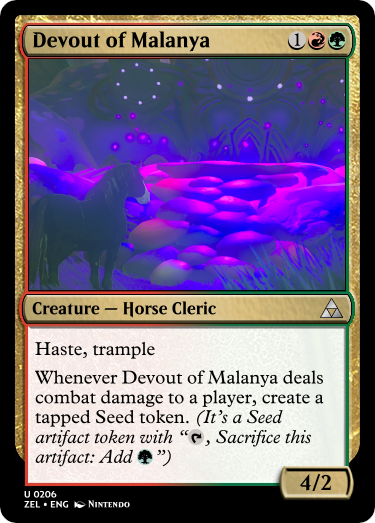 Devout of Malanya 1
Creature — Horse Cleric
Haste, trample
Whenever Devout of Malanya deals
combat damage to a player, create a
tapped Seed token. (It's a Seed
artifact token with “, Sacrifice this
artifact: Add ”)
4/2
U 0206
ZEL • ENG Nintendo